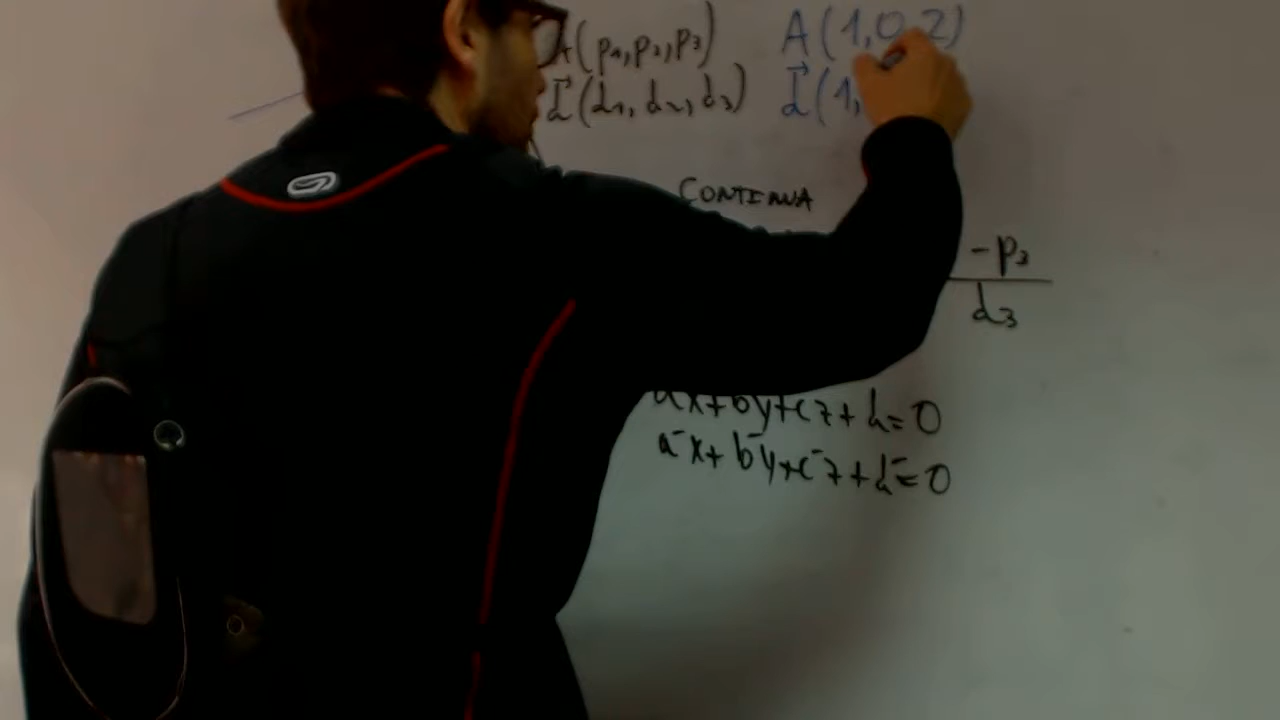 A(p₁,p₂,p₃) A(1,0,2)
d⃗(d₁,d₂,d₃) d⃗(1,
CONTINUA
-p₃
d₃
ax+by+cz+d=0
a'x+b'y+c'z+d'=0